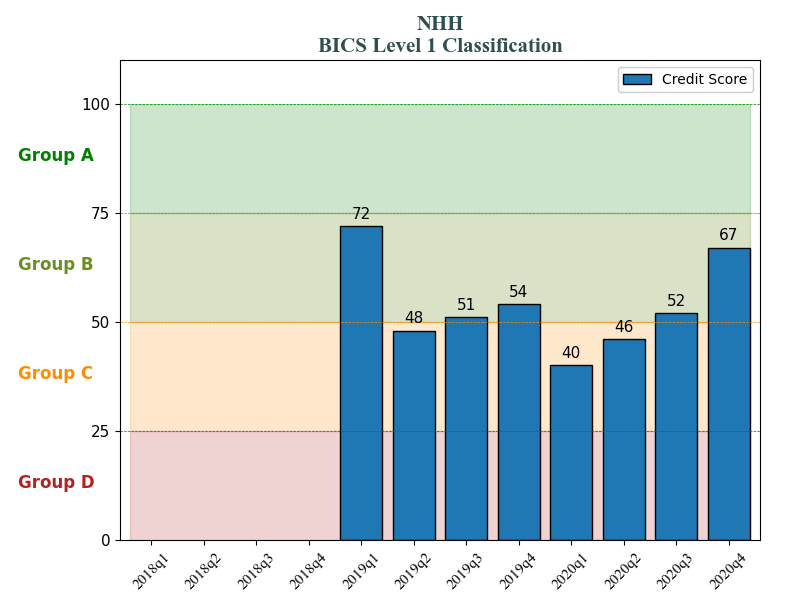 NHH
BICS Level 1 Classification
Credit Score
100
75
50
25
0
Group A
Group B
Group C
Group D
72
48
51
54
40
46
52
67
2018q1
2018q2
2018q3
2018q4
2019q1
2019q2
2019q3
2019q4
2020q1
2020q2
2020q3
2020q4